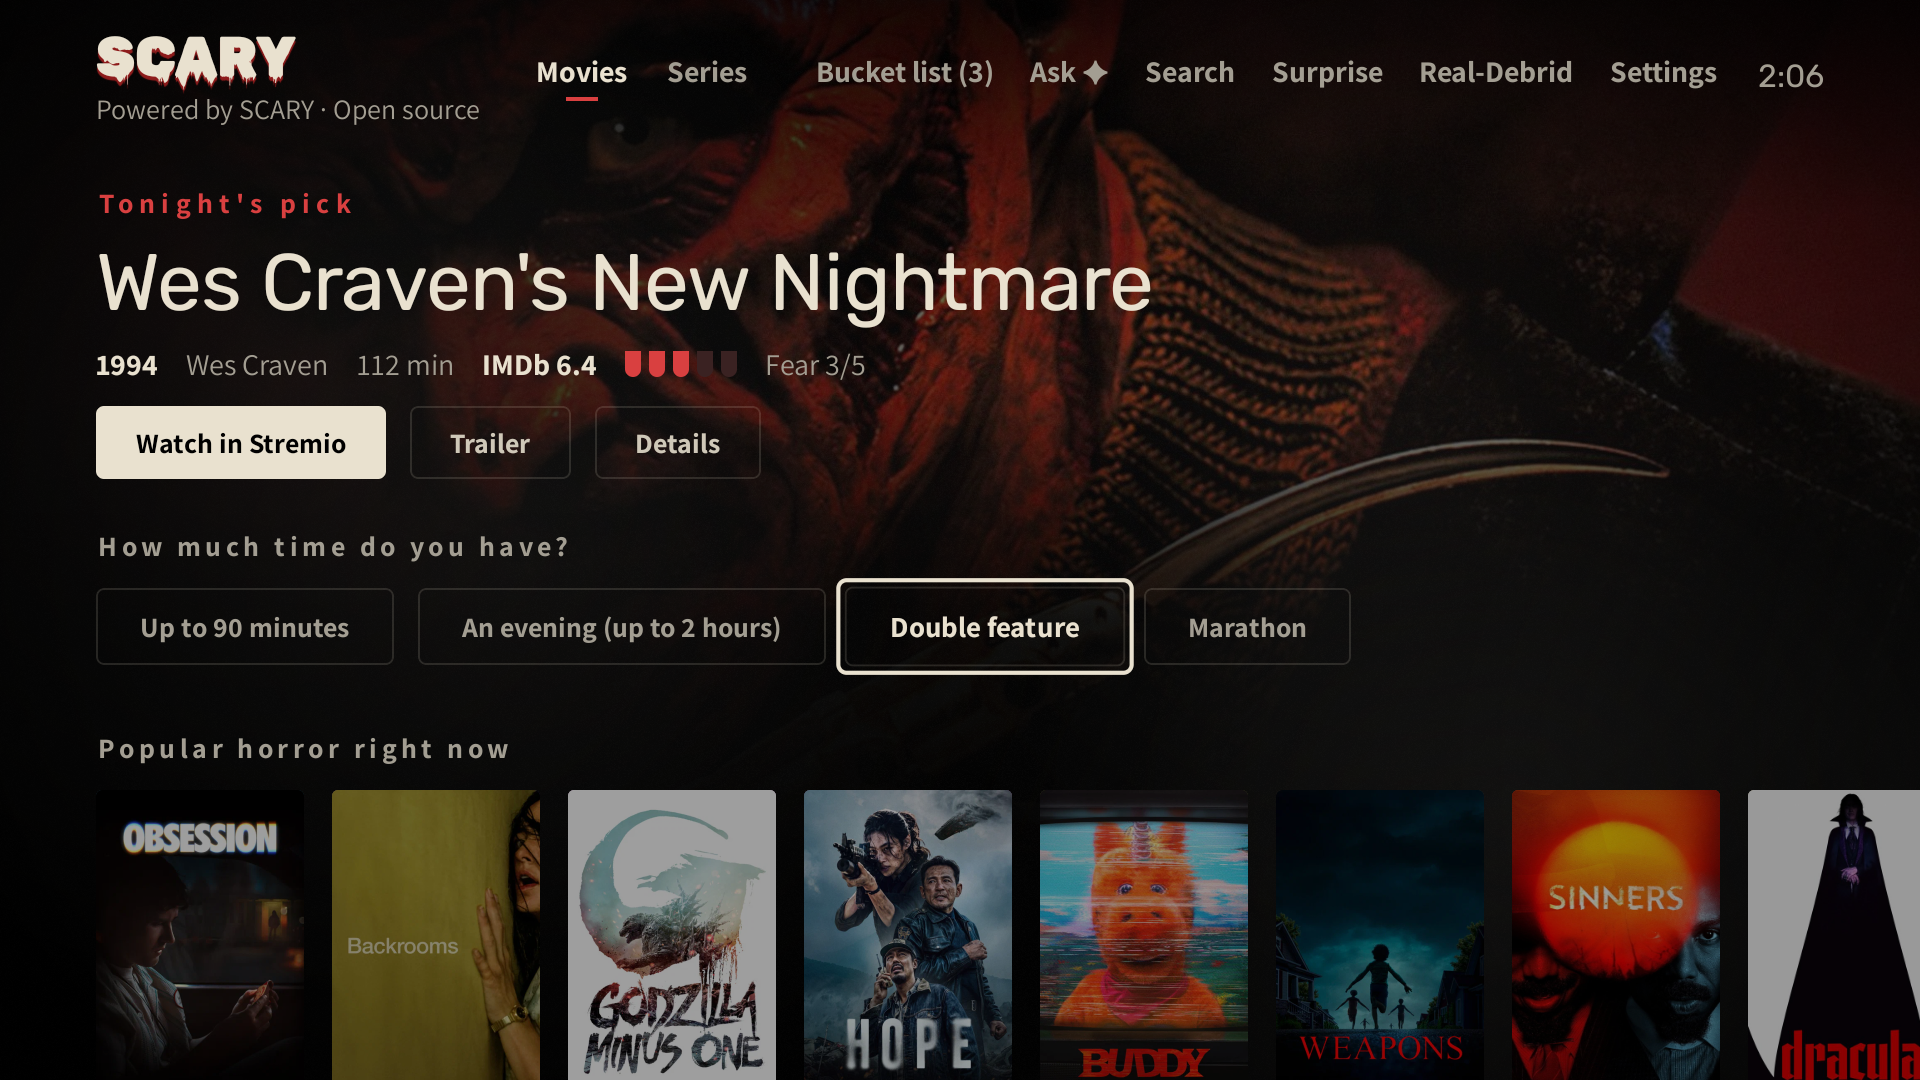 SCARY
Powered by SCARY · Open source
Movies Series Bucket list (3) Ask Search Surprise Real-Debrid Settings 2:06
Tonight's pick
Wes Craven's New Nightmare
1994 Wes Craven 112 min IMDb 6.4 Fear 3/5
Watch in Stremio Trailer Details
How much time do you have?
Up to 90 minutes An evening (up to 2 hours) Double feature Marathon
Popular horror right now
OBSESSION
Backrooms
GODZILLA
MINUS ONE
HOPE
BUDDY
WEAPONS
SINNERS
dracula